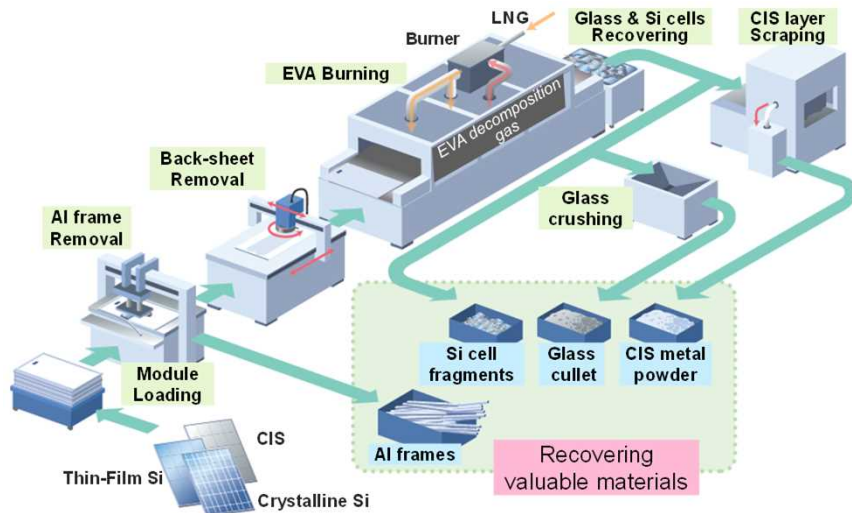 LNG
Burner
Glass & Si cells
Recovering
CIS layer
Scraping
EVA Burning
EVA decomposition
gas
Back-sheet
Removal
Glass
crushing
Al frame
Removal
Module
Loading
Si cell
fragments
Glass
cullet
CIS metal
powder
CIS
Thin-Film Si
Crystalline Si
Al frames
Recovering
valuable materials